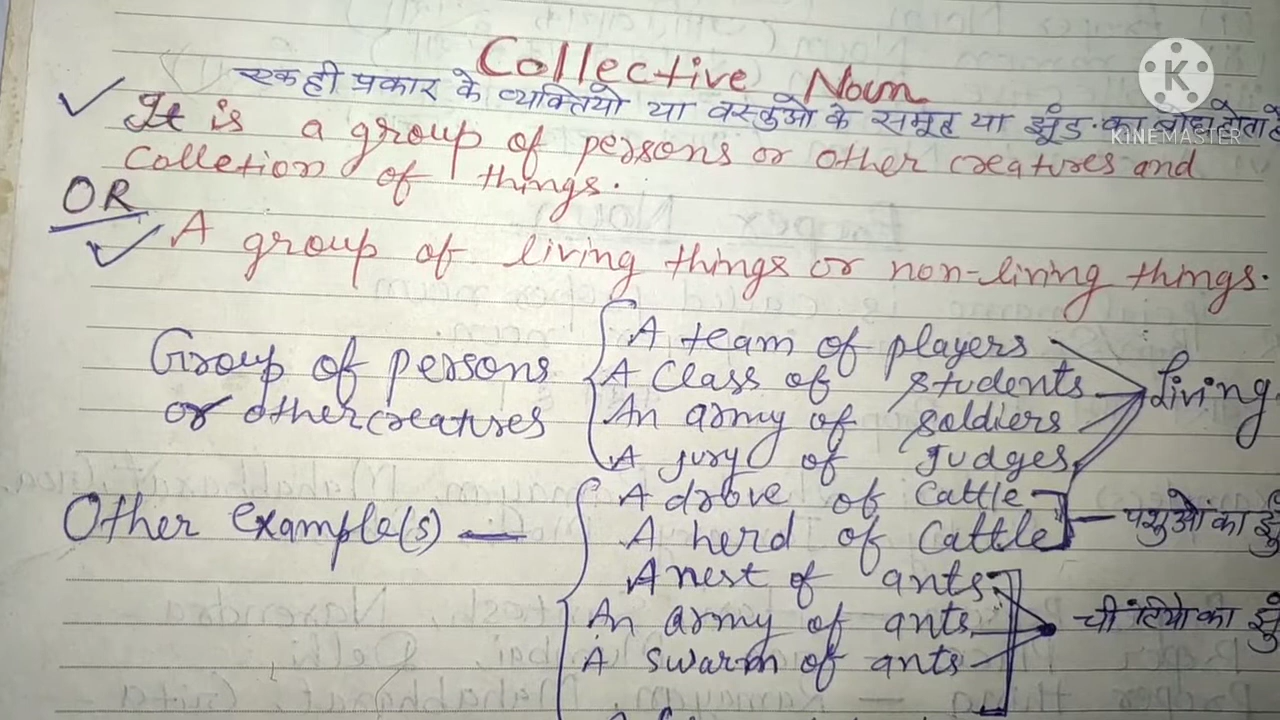 Collective Noun
एक ही प्रकार के व्यक्तियो या वस्तुओ के समूह या झुंड का बोध होता है
It is a group of persons or other creatures and
Colletion of things.
OR
A group of living things or non-living things.
Group of persons
or other creatures
A team of players
A Class of students
An army of soldiers
A jury of judges
Living
Other example(s) —
A drove of Cattle
A herd of Cattle
पशुओ का झुं
A nest of ants
An army of ants
A swarm of ants
चींटियो का झुं
K
KINEMASTER